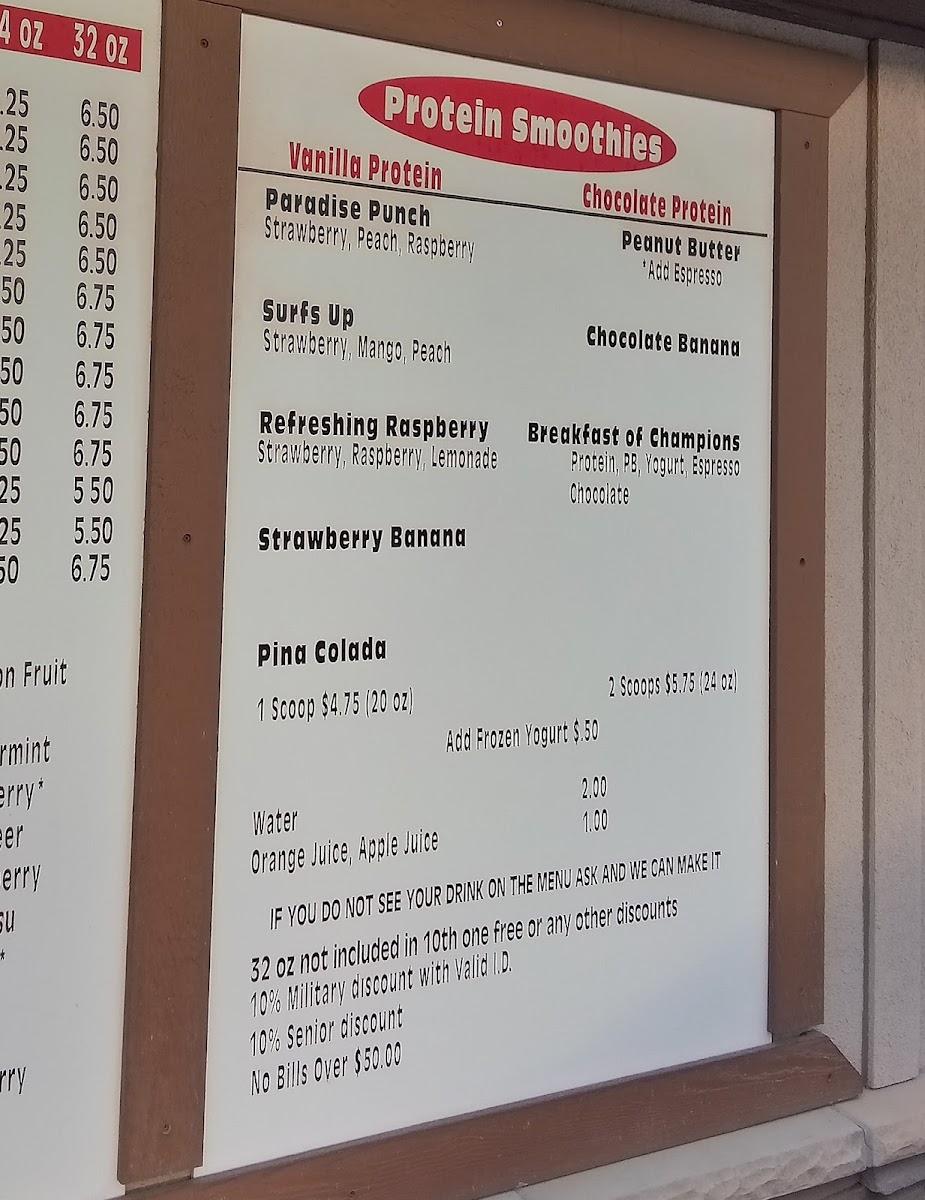 4 oz 32 oz
.25 6.50
.25 6.50
.25 6.50
.25 6.50
.25 6.50
50 6.75
50 6.75
50 6.75
50 6.75
50 6.75
25 5 50
25 5.50
50 6.75
on Fruit
rmint
erry*
eer
erry
su
*
rry
Protein Smoothies
Vanilla Protein
Paradise Punch
Strawberry, Peach, Raspberry
Surfs Up
Strawberry, Mango, Peach
Refreshing Raspberry
Strawberry, Raspberry, Lemonade
Strawberry Banana
Pina Colada
Chocolate Protein
Peanut Butter
*Add Espresso
Chocolate Banana
Breakfast of Champions
Protein, PB, Yogurt, Espresso
Chocolate
1 Scoop $4.75 (20 oz) 2 Scoops $5.75 (24 oz)
Add Frozen Yogurt $.50
Water 2.00
Orange Juice, Apple Juice 1.00
IF YOU DO NOT SEE YOUR DRINK ON THE MENU ASK AND WE CAN MAKE IT
32 oz not included in 10th one free or any other discounts
10% Military discount with Valid I.D.
10% Senior discount
No Bills Over $50.00